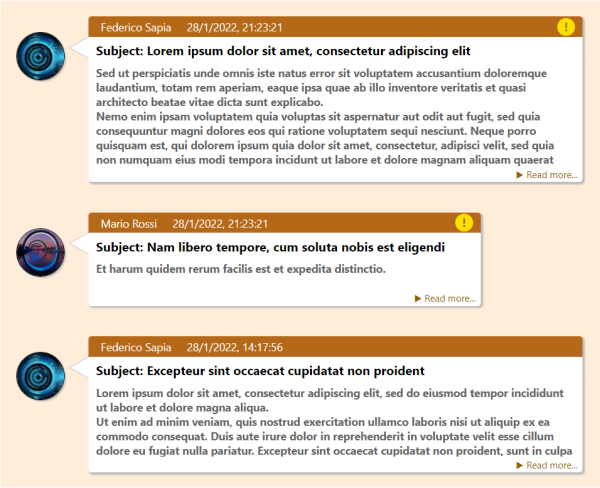 Federico Sapia 28/1/2022, 21:23:21
Subject: Lorem ipsum dolor sit amet, consectetur adipiscing elit
Sed ut perspiciatis unde omnis iste natus error sit voluptatem accusantium doloremque
laudantium, totam rem aperiam, eaque ipsa quae ab illo inventore veritatis et quasi
architecto beatae vitae dicta sunt explicabo.
Nemo enim ipsam voluptatem quia voluptas sit aspernatur aut odit aut fugit, sed quia
consequuntur magni dolores eos qui ratione voluptatem sequi nesciunt. Neque porro
quisquam est, qui dolorem ipsum quia dolor sit amet, consectetur, adipisci velit, sed quia
non numquam eius modi tempora incidunt ut labore et dolore magnam aliquam quaerat
▶ Read more...
Mario Rossi 28/1/2022, 21:23:21
Subject: Nam libero tempore, cum soluta nobis est eligendi
Et harum quidem rerum facilis est et expedita distinctio.
▶ Read more...
Federico Sapia 28/1/2022, 14:17:56
Subject: Excepteur sint occaecat cupidatat non proident
Lorem ipsum dolor sit amet, consectetur adipiscing elit, sed do eiusmod tempor incididunt
ut labore et dolore magna aliqua.
Ut enim ad minim veniam, quis nostrud exercitation ullamco laboris nisi ut aliquip ex ea
commodo consequat. Duis aute irure dolor in reprehenderit in voluptate velit esse cillum
dolore eu fugiat nulla pariatur. Excepteur sint occaecat cupidatat non proident, sunt in culpa
▶ Read more...